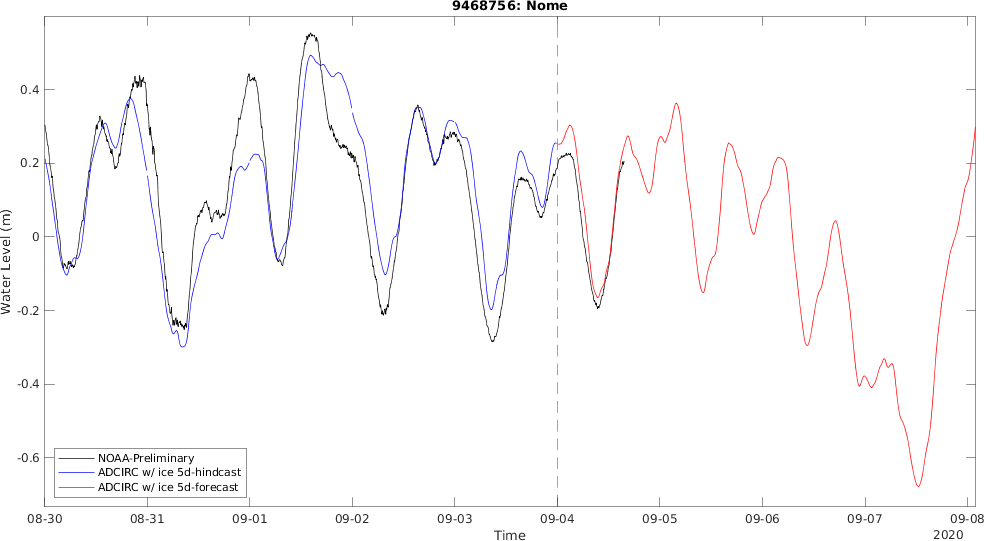 9468756: Nome
0.4
0.2
0
-0.2
-0.4
-0.6
Water Level (m)
NOAA-Preliminary
ADCIRC w/ ice 5d-hindcast
ADCIRC w/ ice 5d-forecast
08-30 08-31 09-01 09-02 09-03 09-04 09-05 09-06 09-07 09-08
Time
2020